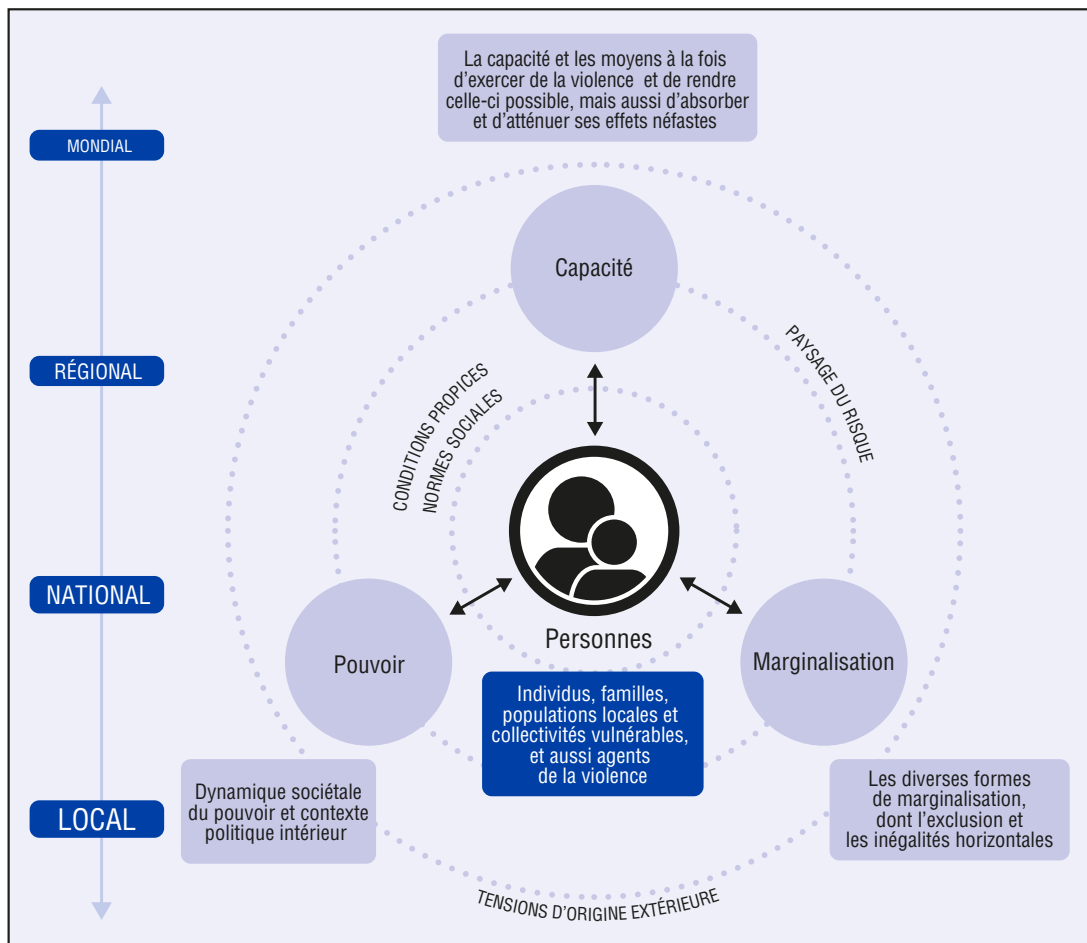 La capacité et les moyens à la fois
d'exercer de la violence et de rendre
celle-ci possible, mais aussi d'absorber
et d'atténuer ses effets néfastes
MONDIAL
RÉGIONAL
NATIONAL
LOCAL
Capacité
CONDITIONS PROPICES
NORMES SOCIALES
PAYSAGE DU RISQUE
Personnes
Pouvoir
Marginalisation
Individus, familles,
populations locales et
collectivités vulnérables,
et aussi agents
de la violence
Dynamique sociétale
du pouvoir et contexte
politique intérieur
Les diverses formes
de marginalisation,
dont l'exclusion et
les inégalités horizontales
TENSIONS D'ORIGINE EXTÉRIEURE